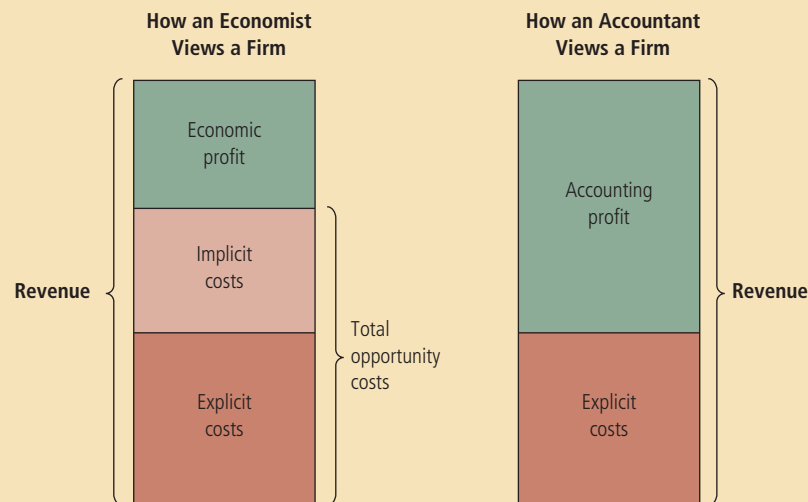 How an Economist
Views a Firm
How an Accountant
Views a Firm
Economic
profit
Implicit
costs
Explicit
costs
Revenue
Total
opportunity
costs
Accounting
profit
Explicit
costs
Revenue